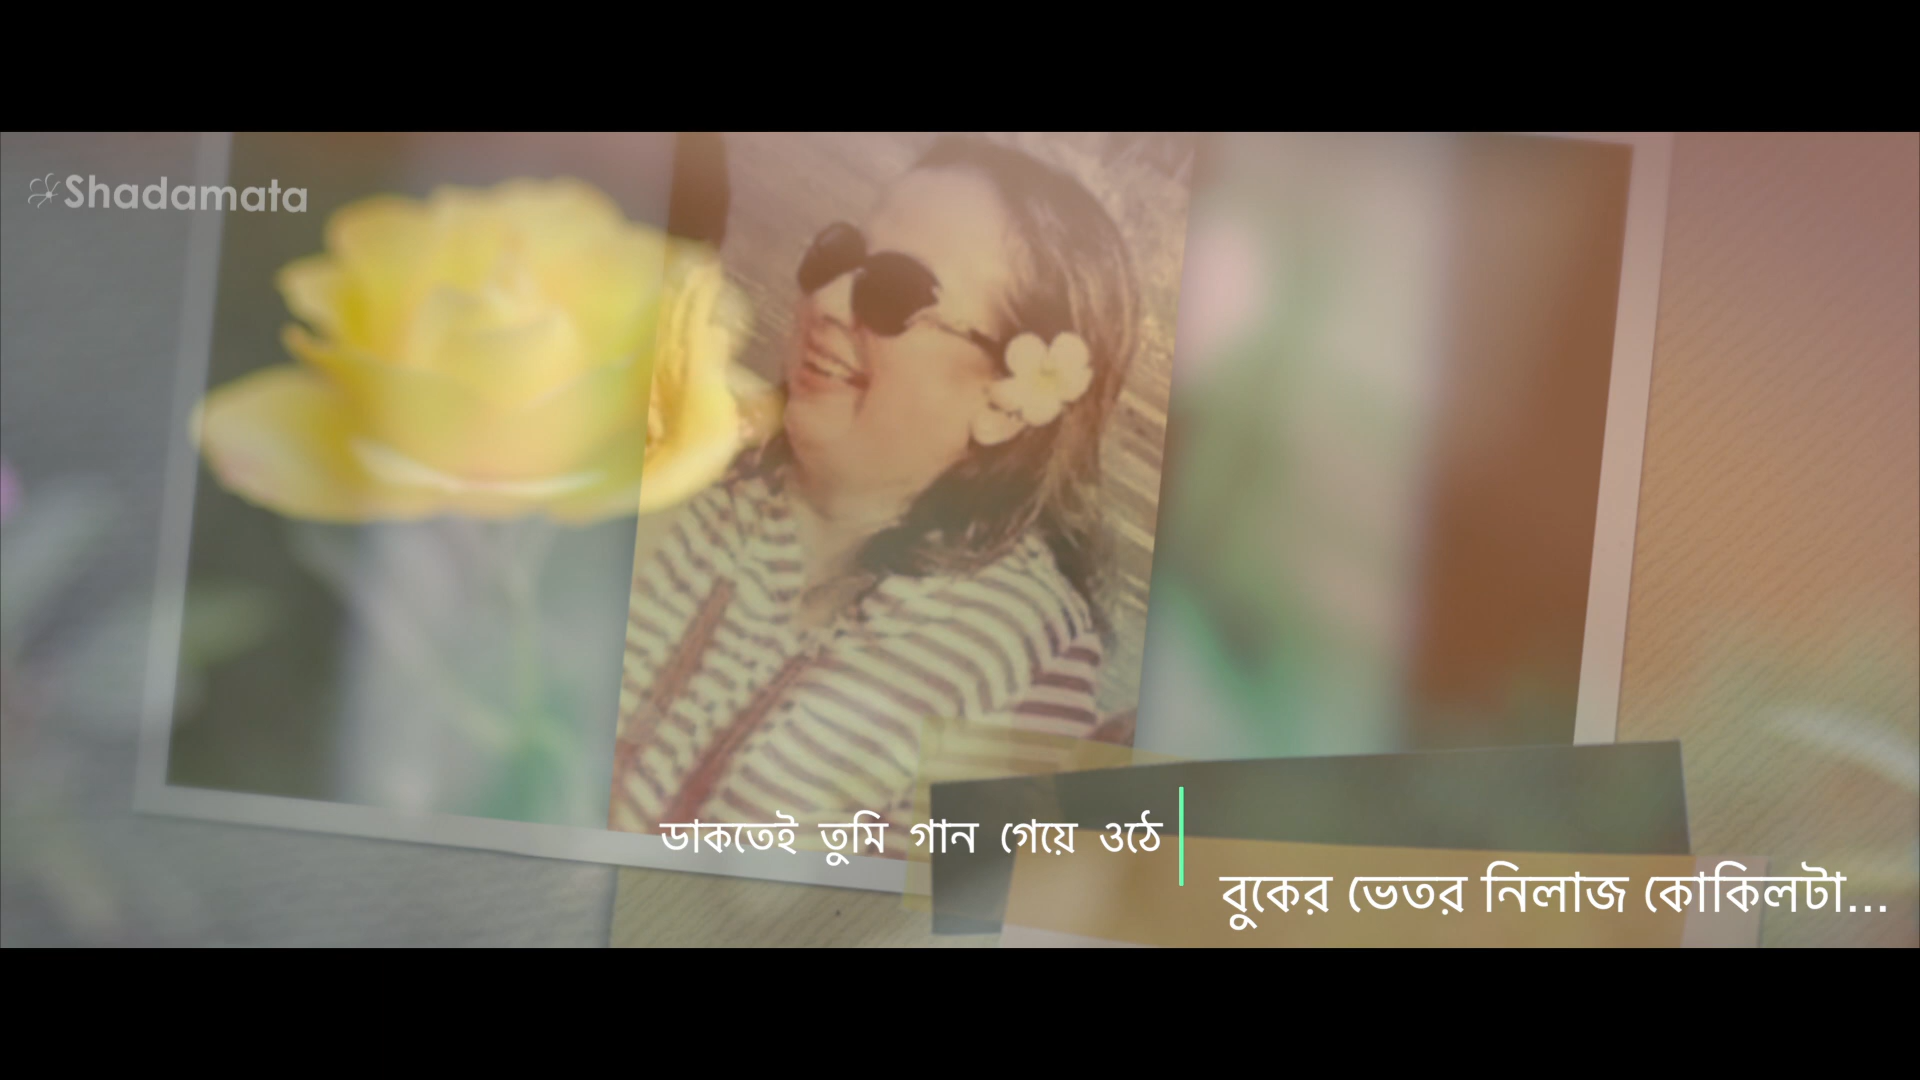 Shadamata
ডাকতেই তুমি গান গেয়ে ওঠে
বুকের ভেতর নিলাজ কোকিলটা...